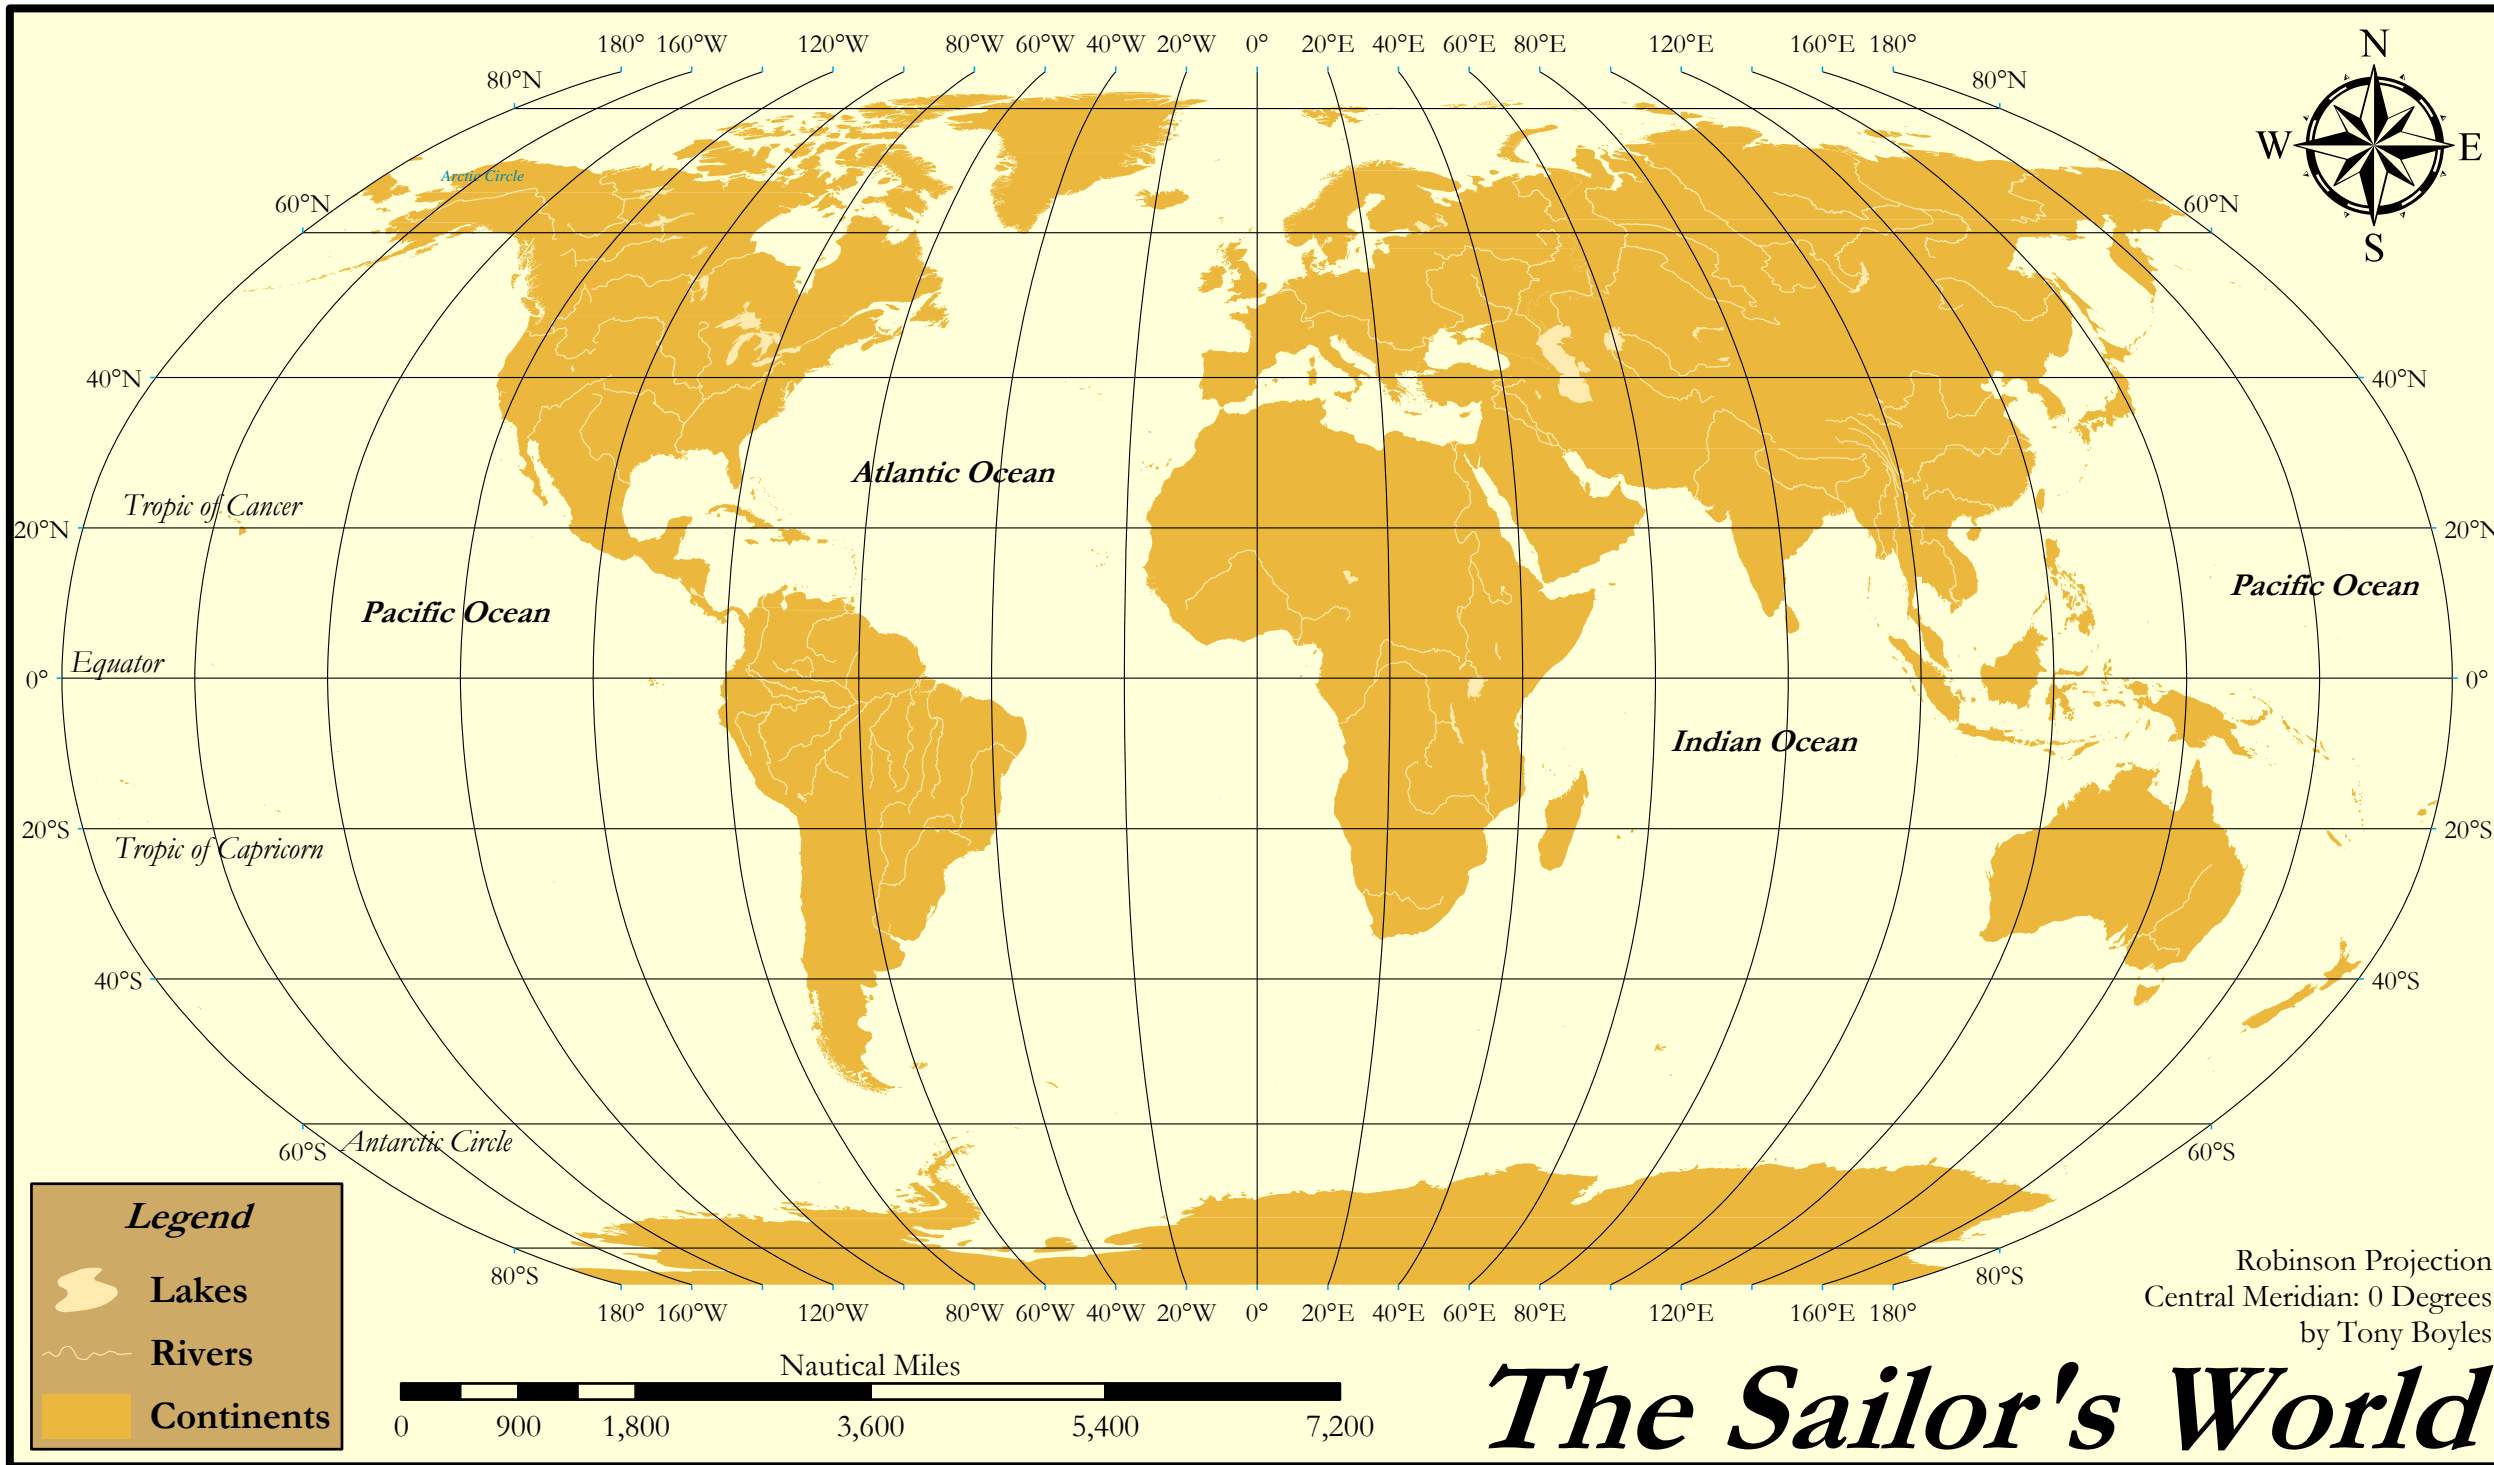 180° 160°W 120°W 80°W 60°W 40°W 20°W 0° 20°E 40°E 60°E 80°E 120°E 160°E 180°
N
80°N 80°N
W E
Arctic Circle
60°N 60°N
S
40°N 40°N
Atlantic Ocean
Tropic of Cancer
20°N 20°N
Pacific Ocean
Pacific Ocean
Equator
0° 0°
Indian Ocean
20°S 20°S
Tropic of Capricorn
40°S 40°S
Antarctic Circle
60°S 60°S
80°S 80°S
180° 160°W 120°W 80°W 60°W 40°W 20°W 0° 20°E 40°E 60°E 80°E 120°E 160°E 180°
Legend
Lakes
Rivers
Continents
Nautical Miles
0 900 1,800 3,600 5,400 7,200
Robinson Projection
Central Meridian: 0 Degrees
by Tony Boyles
The Sailor's World